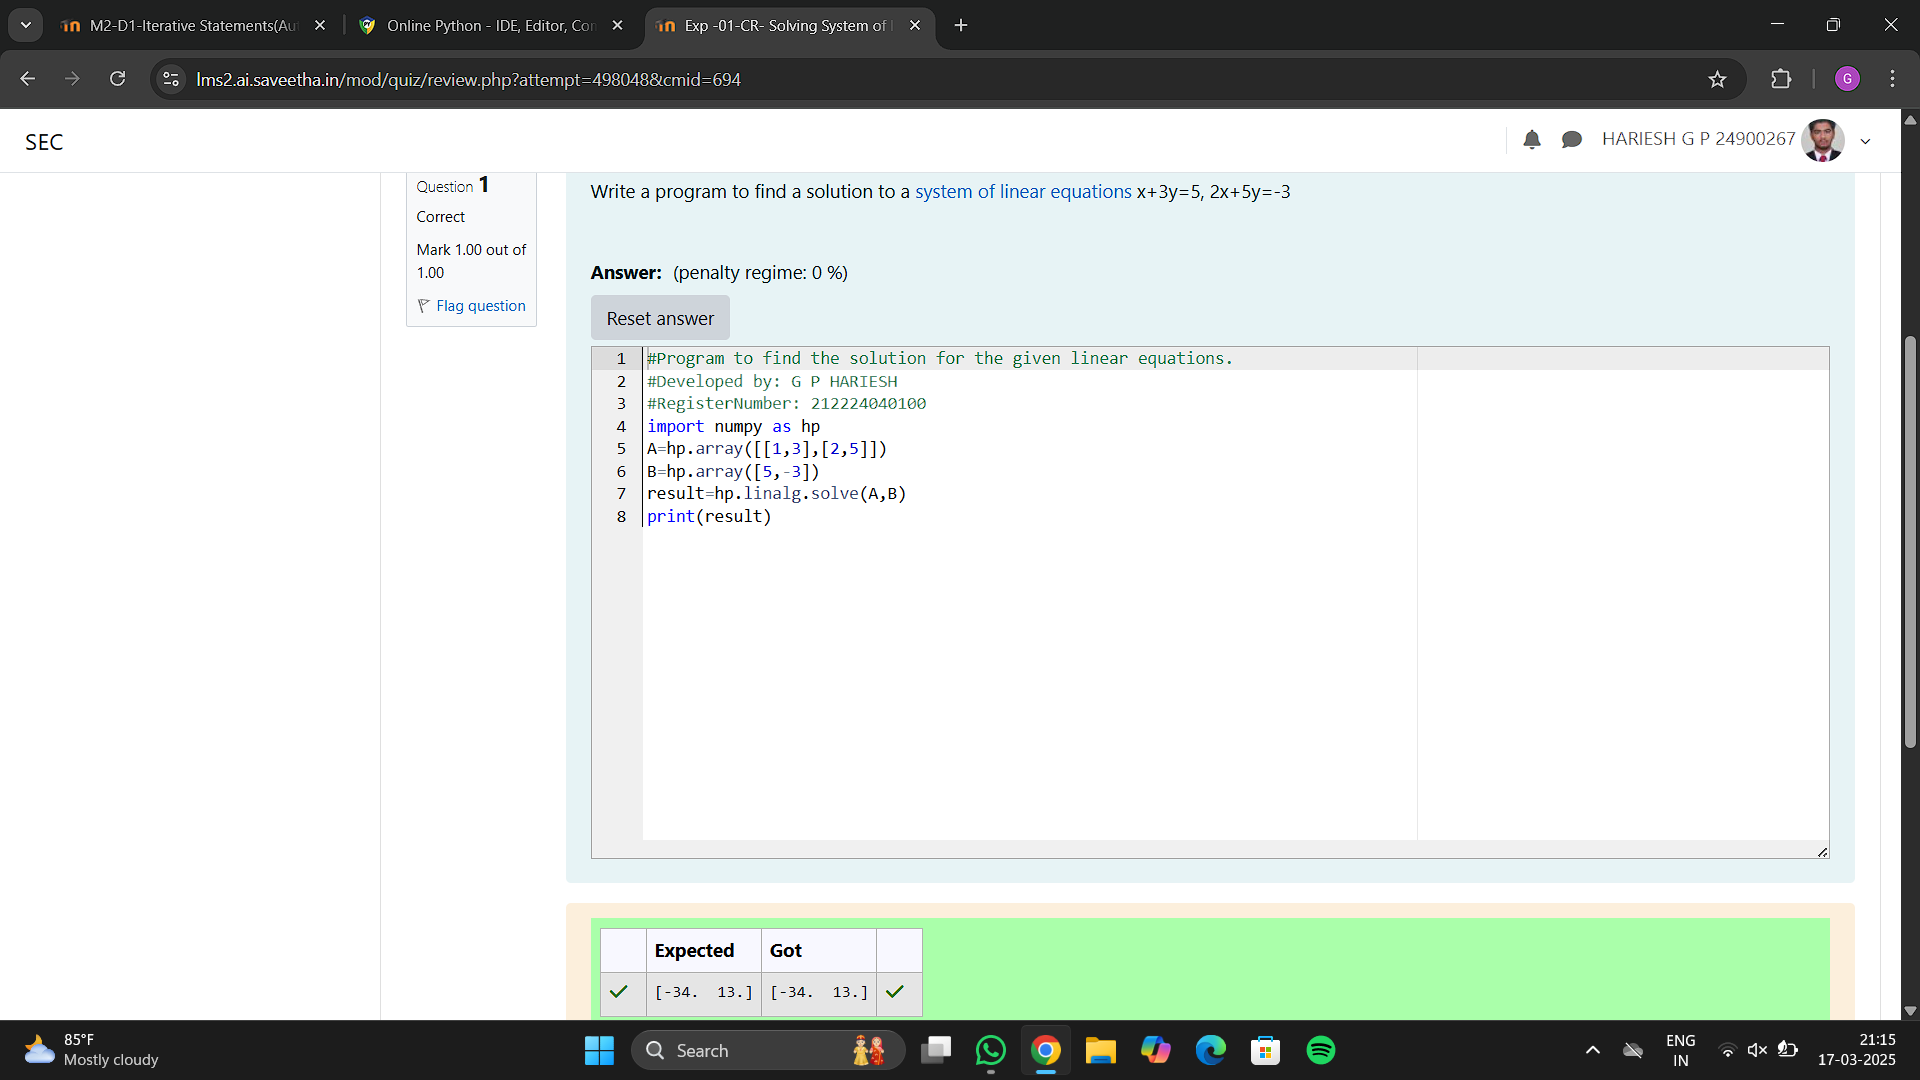 M2-D1-Iterative Statements(Au
Online Python - IDE, Editor, Con
Exp -01-CR- Solving System of
lms2.ai.saveetha.in/mod/quiz/review.php?attempt=498048&cmid=694
G
SEC
HARIESH G P 24900267
Question 1
Correct
Mark 1.00 out of
1.00
Flag question
Write a program to find a solution to a system of linear equations x+3y=5, 2x+5y=-3
Answer: (penalty regime: 0 %)
Reset answer
1 #Program to find the solution for the given linear equations.
2 #Developed by: G P HARIESH
3 #RegisterNumber: 212224040100
4 import numpy as hp
5 A=hp.array([[1,3],[2,5]])
6 B=hp.array([5,-3])
7 result=hp.linalg.solve(A,B)
8 print(result)
Expected Got
[-34.  13.] [-34.  13.]
85°F
Mostly cloudy
Search
ENG
IN
21:15
17-03-2025